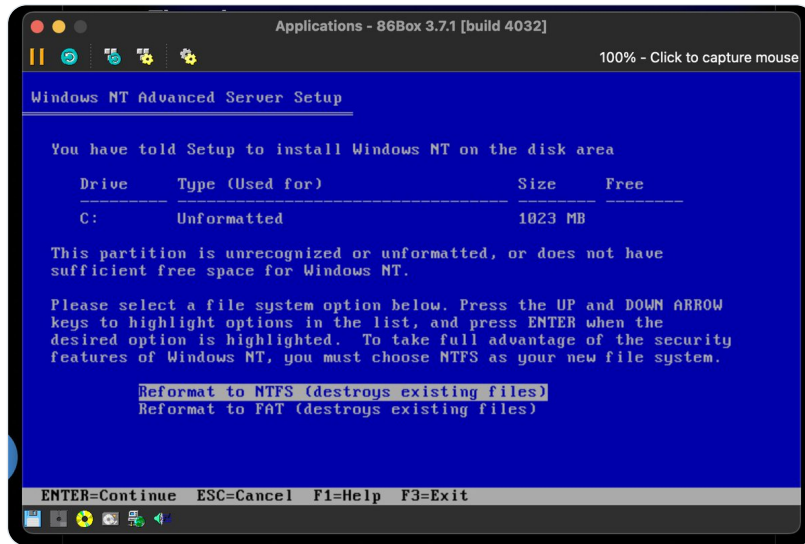 Applications - 86Box 3.7.1 [build 4032]
100% - Click to capture mouse
Windows NT Advanced Server Setup
You have told Setup to install Windows NT on the disk area
Drive Type (Used for) Size Free
C: Unformatted 1023 MB
This partition is unrecognized or unformatted, or does not have
sufficient free space for Windows NT.
Please select a file system option below. Press the UP and DOWN ARROW
keys to highlight options in the list, and press ENTER when the
desired option is highlighted. To take full advantage of the security
features of Windows NT, you must choose NTFS as your new file system.
Reformat to NTFS (destroys existing files)
Reformat to FAT (destroys existing files)
ENTER=Continue ESC=Cancel F1=Help F3=Exit